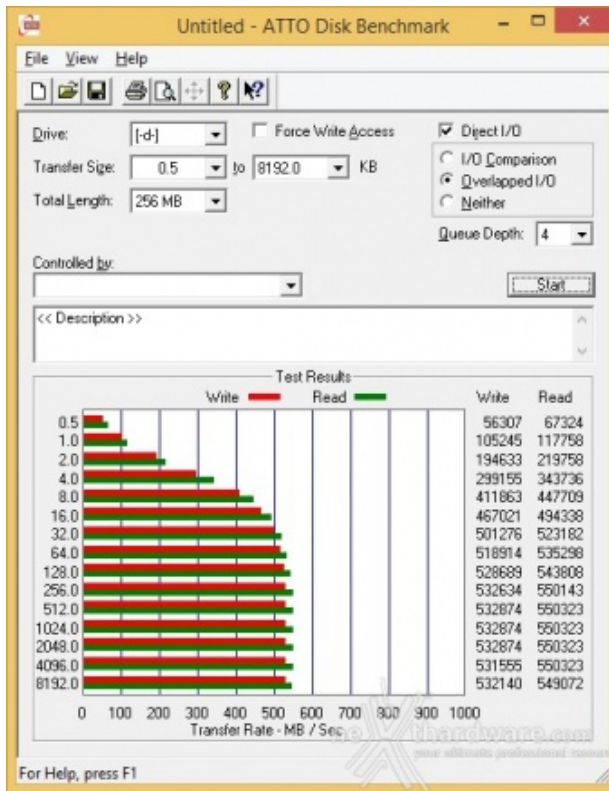 Untitled - ATTO Disk Benchmark
File View Help
Drive: [-d-] Force Write Access Direct I/O
Transfer Size: 0.5 to 8192.0 KB I/O Comparison
Overlapped I/O
Total Length: 256 MB Neither
Queue Depth: 4
Controlled by:
Start
<< Description >>
Test Results
Write Read Write Read
0.5 56307 67324
1.0 105245 117758
2.0 194633 219758
4.0 299155 343736
8.0 411863 447709
16.0 467021 494338
32.0 501276 523182
64.0 518914 535298
128.0 528689 543808
256.0 532634 550143
512.0 532874 550323
1024.0 532874 550323
2048.0 532874 550323
4096.0 531555 550323
8192.0 532140 549072
0 100 200 300 400 500 600 700 800 900 1000
Transfer Rate - MB / Sec
thardware.com
your ultimate professional resource
For Help, press F1